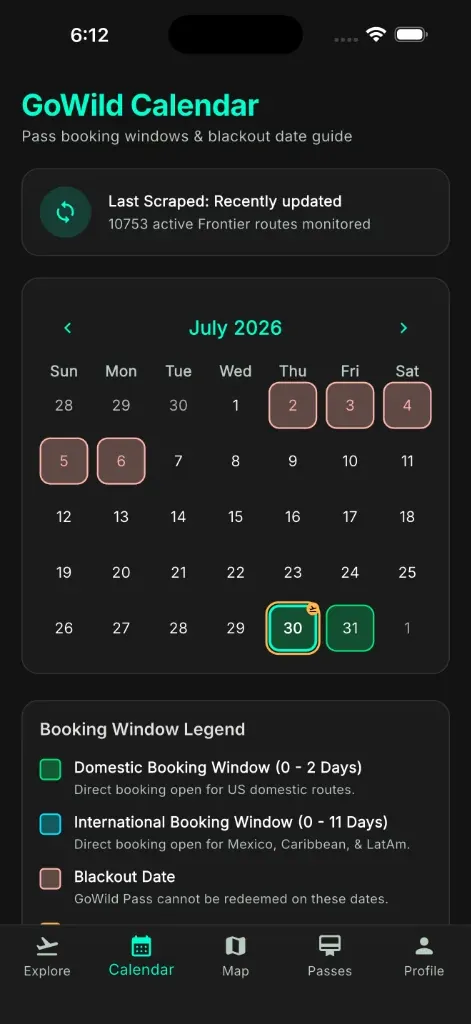 6:12
GoWild Calendar
Pass booking windows & blackout date guide
Last Scraped: Recently updated
10753 active Frontier routes monitored
July 2026
Sun Mon Tue Wed Thu Fri Sat
28 29 30 1 2 3 4
5 6 7 8 9 10 11
12 13 14 15 16 17 18
19 20 21 22 23 24 25
26 27 28 29 30 31 1
Booking Window Legend
Domestic Booking Window (0 - 2 Days)
Direct booking open for US domestic routes.
International Booking Window (0 - 11 Days)
Direct booking open for Mexico, Caribbean, & LatAm.
Blackout Date
GoWild Pass cannot be redeemed on these dates.
Explore Calendar Map Passes Profile